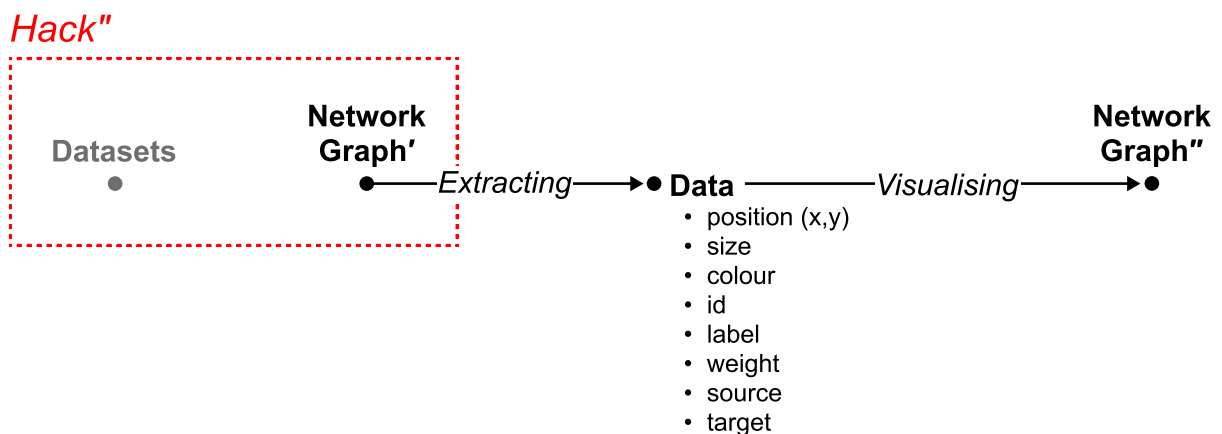 Hack"
Datasets
Network
Graph′
Extracting
Data
Visualising
Network
Graph″
• position (x,y)
• size
• colour
• id
• label
• weight
• source
• target